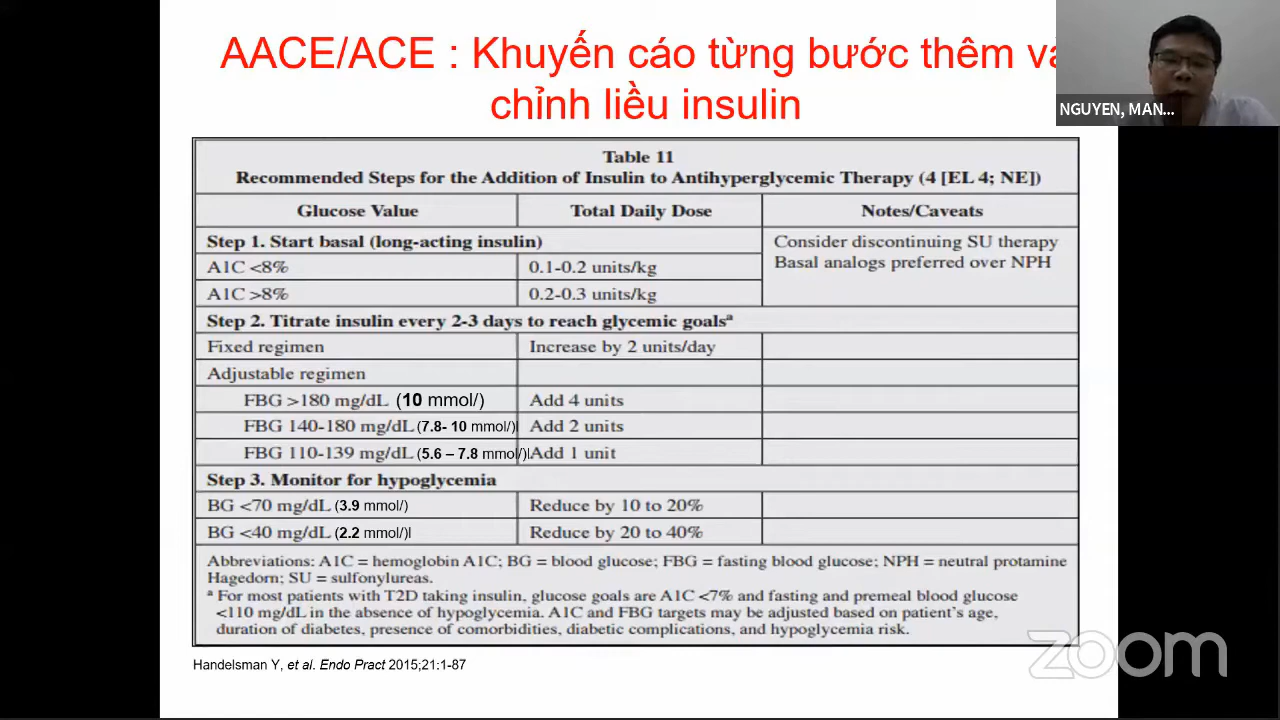 AACE/ACE : Khuyến cáo từng bước thêm và
chỉnh liều insulin
NGUYEN, MAN...
Table 11
Recommended Steps for the Addition of Insulin to Antihyperglycemic Therapy (4 [EL 4; NE])
Glucose Value Total Daily Dose Notes/Caveats
Step 1. Start basal (long-acting insulin) Consider discontinuing SU therapy
Basal analogs preferred over NPH
A1C <8% 0.1-0.2 units/kg
A1C >8% 0.2-0.3 units/kg
Step 2. Titrate insulin every 2-3 days to reach glycemic goalsª
Fixed regimen Increase by 2 units/day
Adjustable regimen
FBG >180 mg/dL (10 mmol/) Add 4 units
FBG 140-180 mg/dL (7.8- 10 mmol/)l Add 2 units
FBG 110-139 mg/dL (5.6 – 7.8 mmol/)l Add 1 unit
Step 3. Monitor for hypoglycemia
BG <70 mg/dL (3.9 mmol/) Reduce by 10 to 20%
BG <40 mg/dL (2.2 mmol/)l Reduce by 20 to 40%
Abbreviations: A1C = hemoglobin A1C; BG = blood glucose; FBG = fasting blood glucose; NPH = neutral protamine
Hagedorn; SU = sulfonylureas.
ª For most patients with T2D taking insulin, glucose goals are A1C <7% and fasting and premeal blood glucose
<110 mg/dL in the absence of hypoglycemia. A1C and FBG targets may be adjusted based on patient's age,
duration of diabetes, presence of comorbidities, diabetic complications, and hypoglycemia risk.
Handelsman Y, et al. Endo Pract 2015;21:1-87
zoom